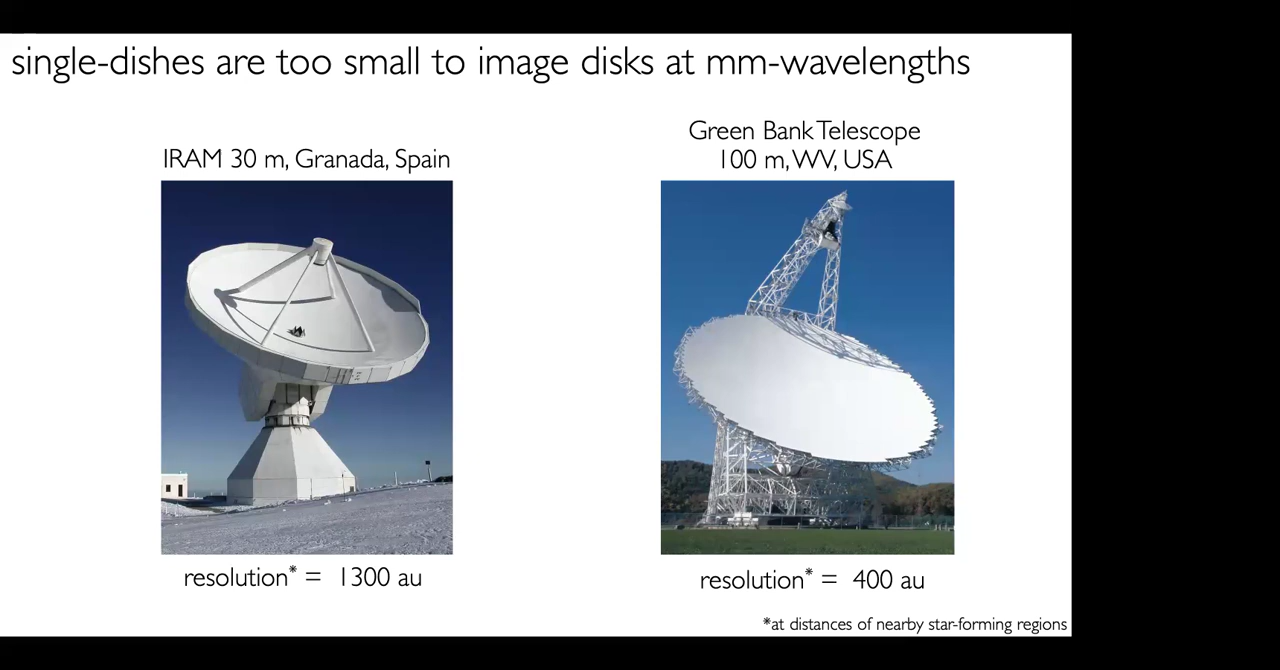 single-dishes are too small to image disks at mm-wavelengths
IRAM 30 m, Granada, Spain
Green Bank Telescope
100 m, WV, USA
resolution* = 1300 au
resolution* = 400 au
*at distances of nearby star-forming regions